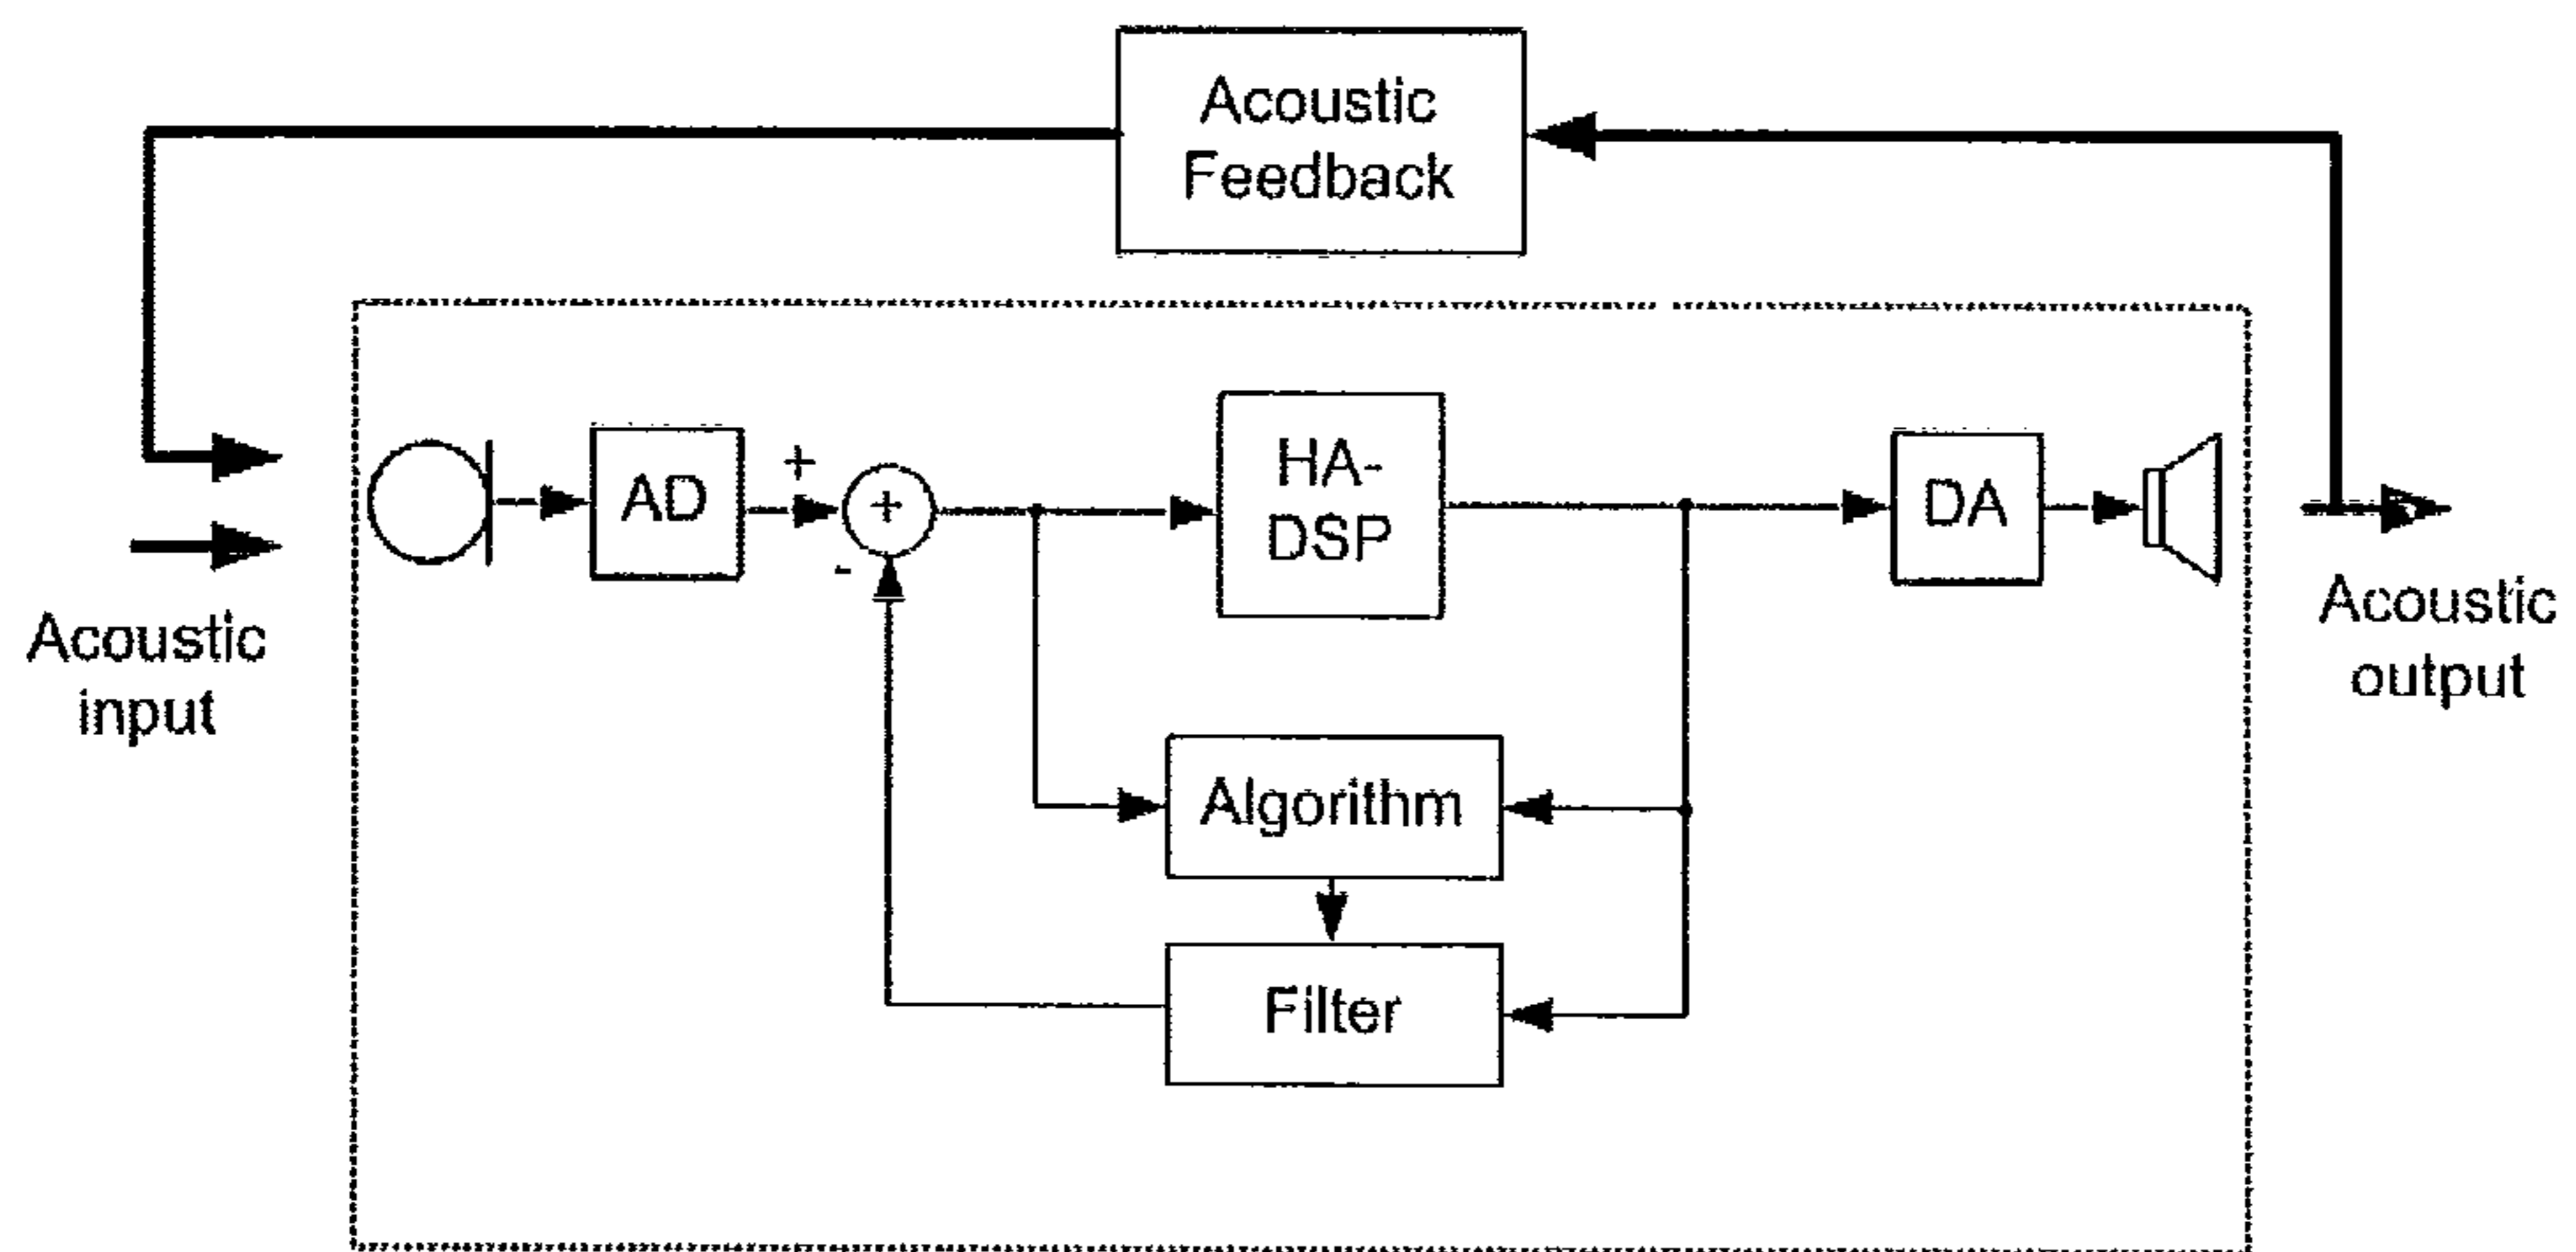 Acoustic
Feedback
Acoustic
input
AD
+
+
-
HA-
DSP
DA
Acoustic
output
Algorithm
Filter